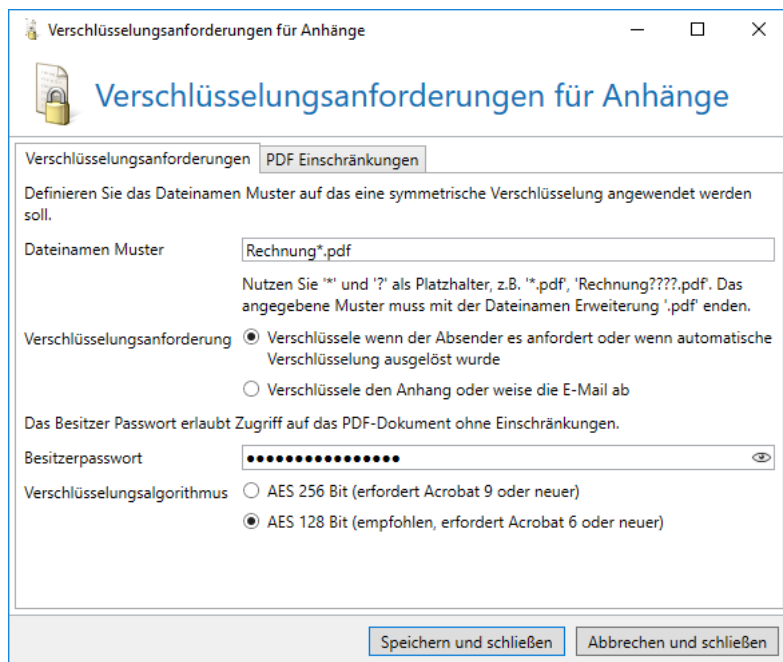 Verschlüsselungsanforderungen für Anhänge
Verschlüsselungsanforderungen für Anhänge
Verschlüsselungsanforderungen
PDF Einschränkungen
Definieren Sie das Dateinamen Muster auf das eine symmetrische Verschlüsselung angewendet werden
soll.
Dateinamen Muster
Rechnung*.pdf
Nutzen Sie '*' und '?' als Platzhalter, z.B. '*.pdf', 'Rechnung????.pdf'. Das
angegebene Muster muss mit der Dateinamen Erweiterung '.pdf' enden.
Verschlüsselungsanforderung
Verschlüssele wenn der Absender es anfordert oder wenn automatische
Verschlüsselung ausgelöst wurde
Verschlüssele den Anhang oder weise die E-Mail ab
Das Besitzer Passwort erlaubt Zugriff auf das PDF-Dokument ohne Einschränkungen.
Besitzerpasswort
●●●●●●●●●●●●●●●●
Verschlüsselungsalgorithmus
AES 256 Bit (erfordert Acrobat 9 oder neuer)
AES 128 Bit (empfohlen, erfordert Acrobat 6 oder neuer)
Speichern und schließen
Abbrechen und schließen